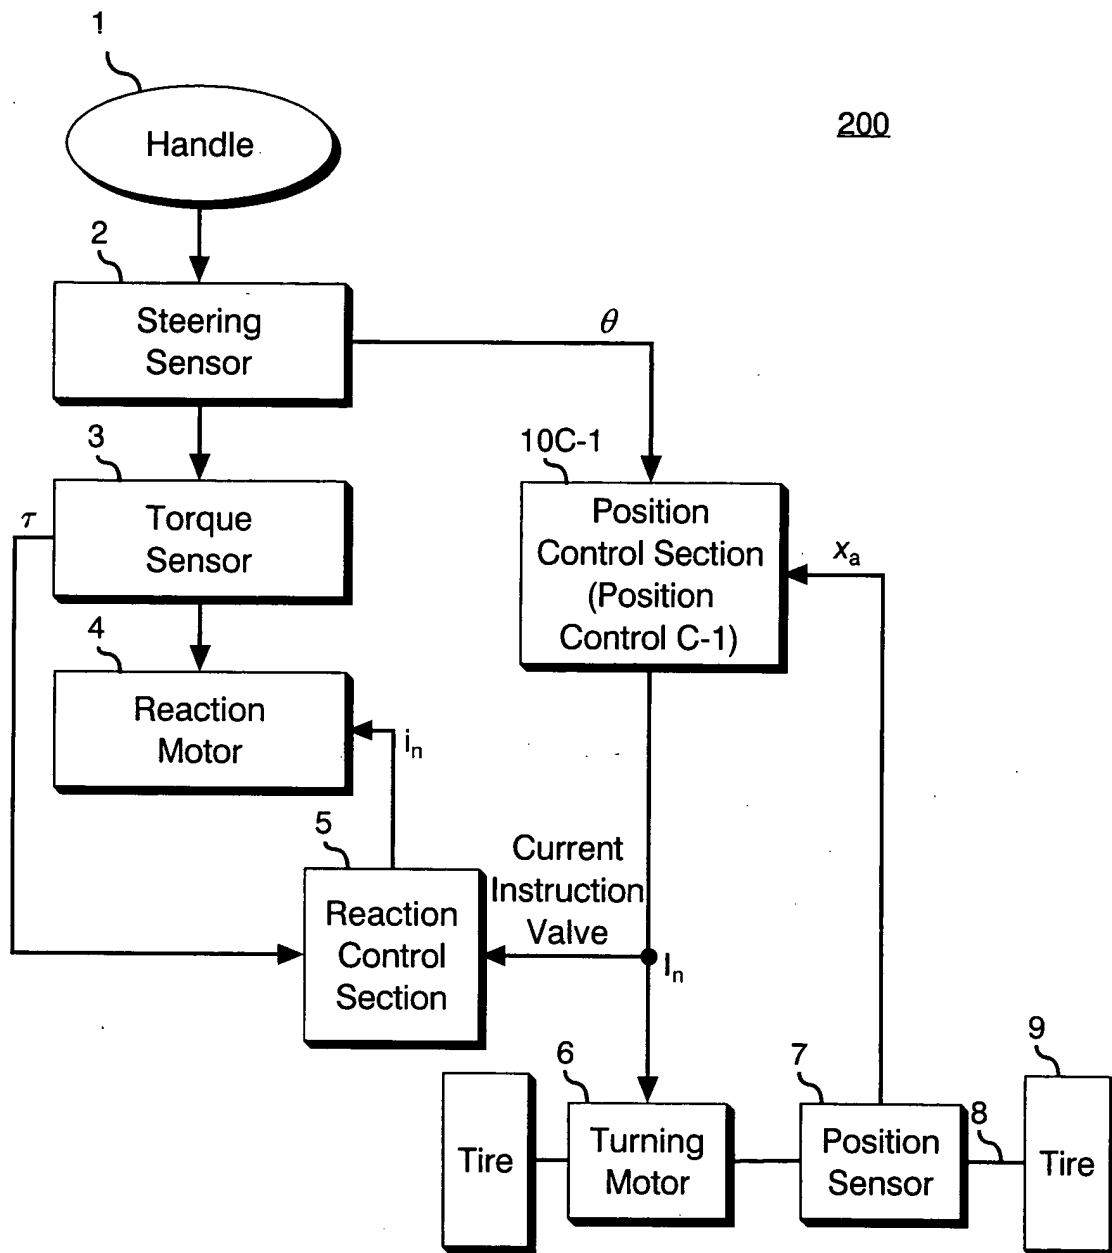 1
Handle
200
2
Steering
Sensor
θ
3
Torque
Sensor
τ
10C-1
Position
Control Section
(Position
Control C-1)
xa
4
Reaction
Motor
in
5
Reaction
Control
Section
Current
Instruction
Valve
In
6
Turning
Motor
7
Position
Sensor
8
9
Tire
Tire